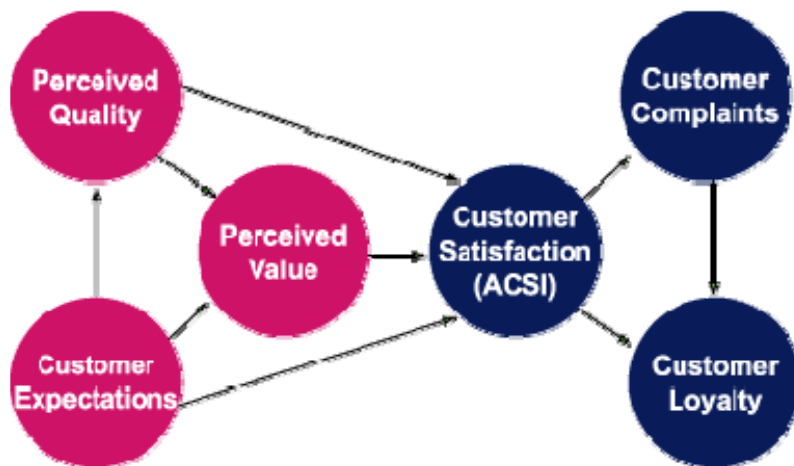 Perceived
Quality
Customer
Complaints
Perceived
Value
Customer
Satisfaction
(ACSI)
Customer
Expectations
Customer
Loyalty